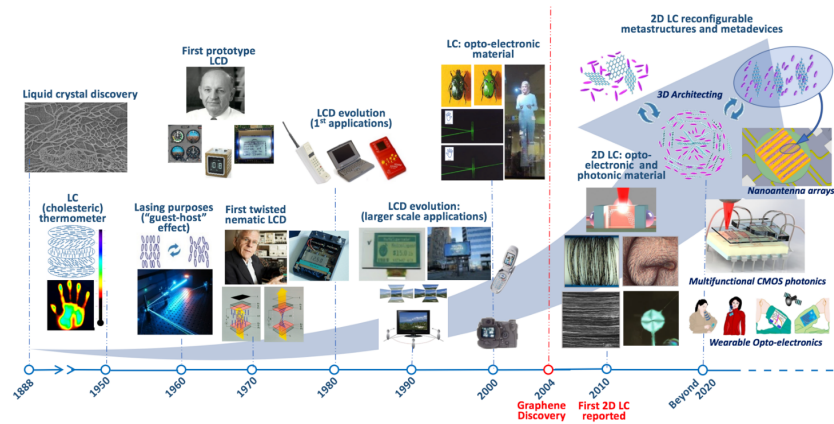 2D LC reconfigurable
metastructures and metadevices
First prototype
LCD
LC: opto-electronic
material
Liquid crystal discovery
3D Architecting
LCD evolution
(1st applications)
2D LC: opto-
electronic and
photonic material
Nanoantenna arrays
LC
(cholesteric)
thermometer
Lasing purposes
("guest-host"
effect)
First twisted
nematic LCD
LCD evolution:
(larger scale applications)
Multifunctional CMOS photonics
Wearable Opto-electronics
1888
1950
1960
1970
1980
1990
2000
2004
2010
Beyond
2020
Graphene
Discovery
First 2D LC
reported